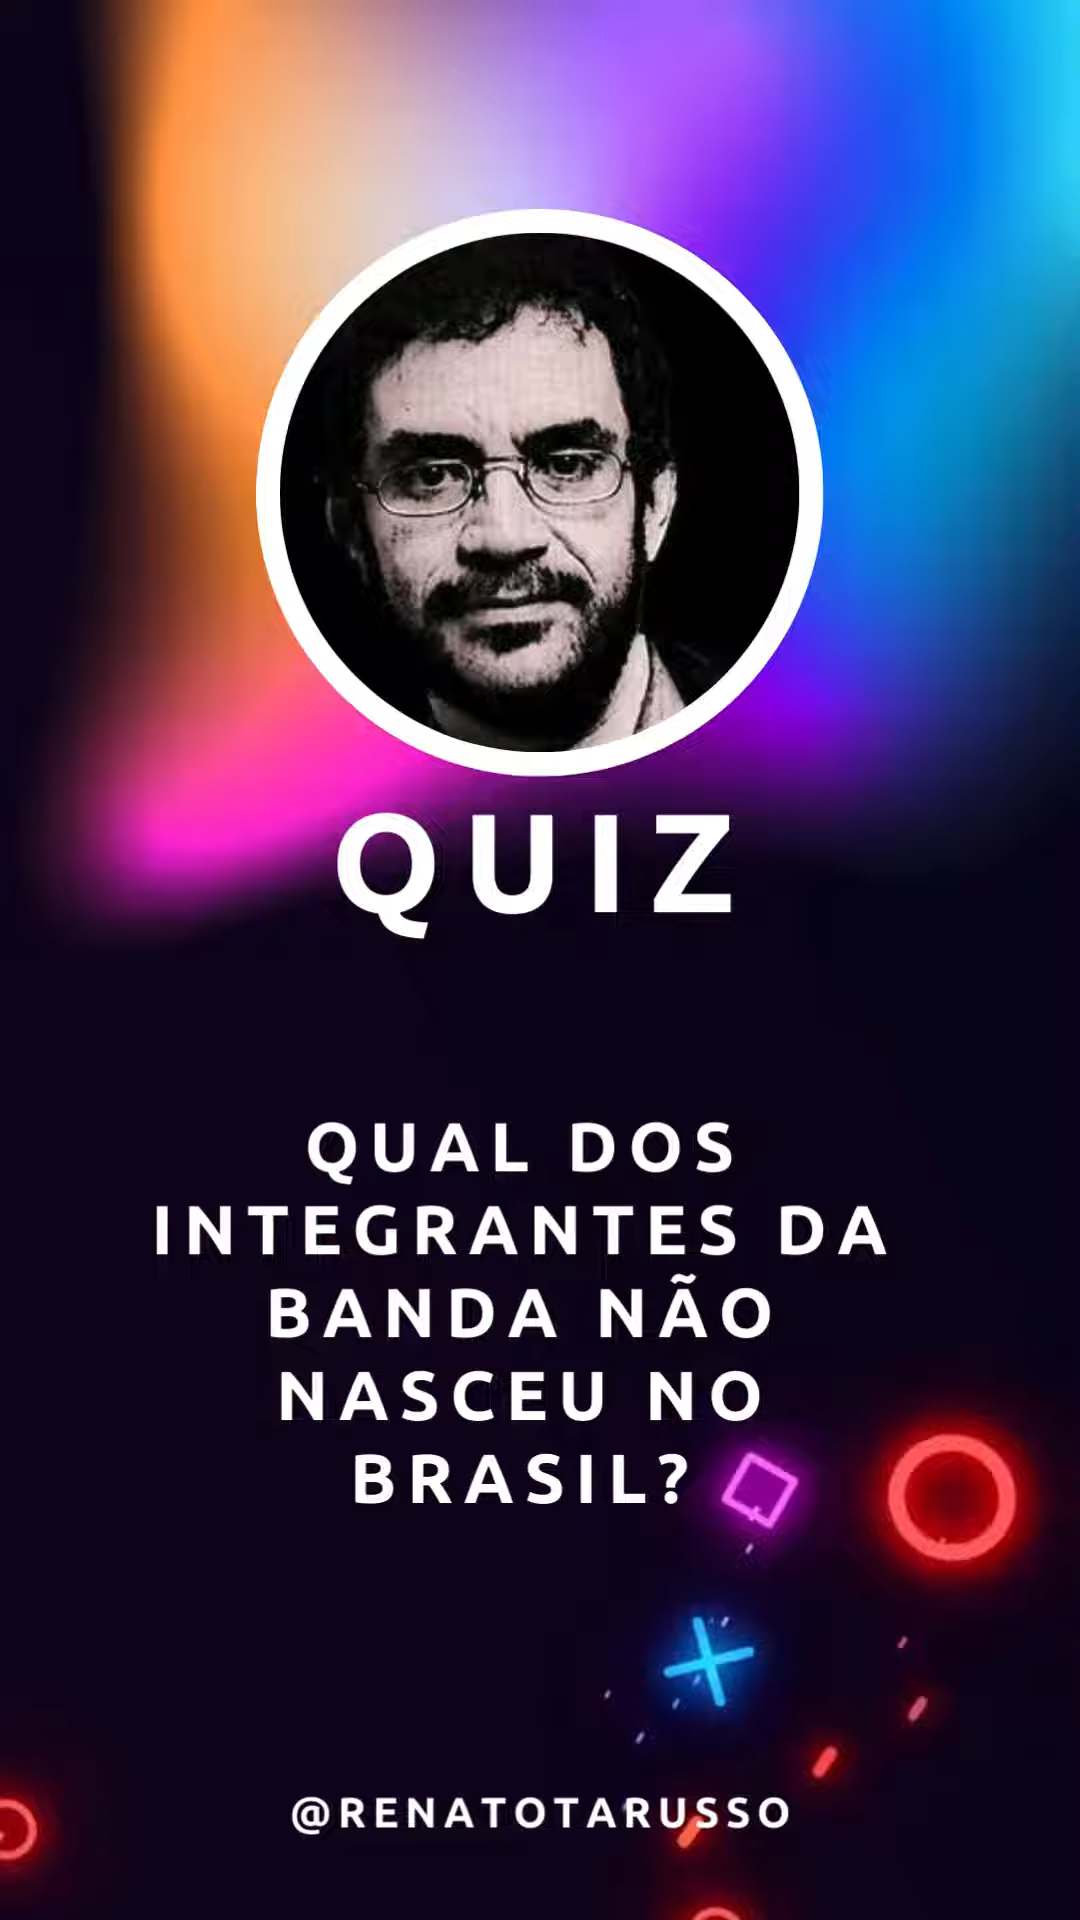 QUIZ
QUAL DOS
INTEGRANTES DA
BANDA NÃO
NASCEU NO
BRASIL?
@RENATOTARUSSO